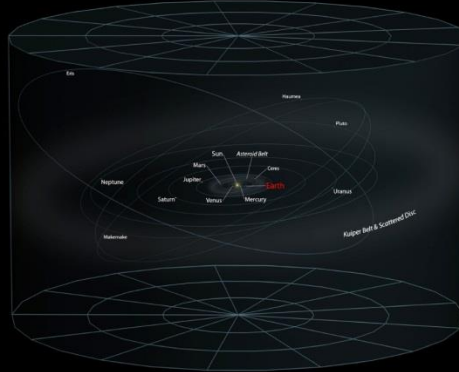 Eris
Haumea
Pluto
Sun
Asteroid Belt
Mars
Ceres
Neptune
Jupiter
Earth
Uranus
Saturn
Venus
Mercury
Kuiper Belt & Scattered Disc
Makemake